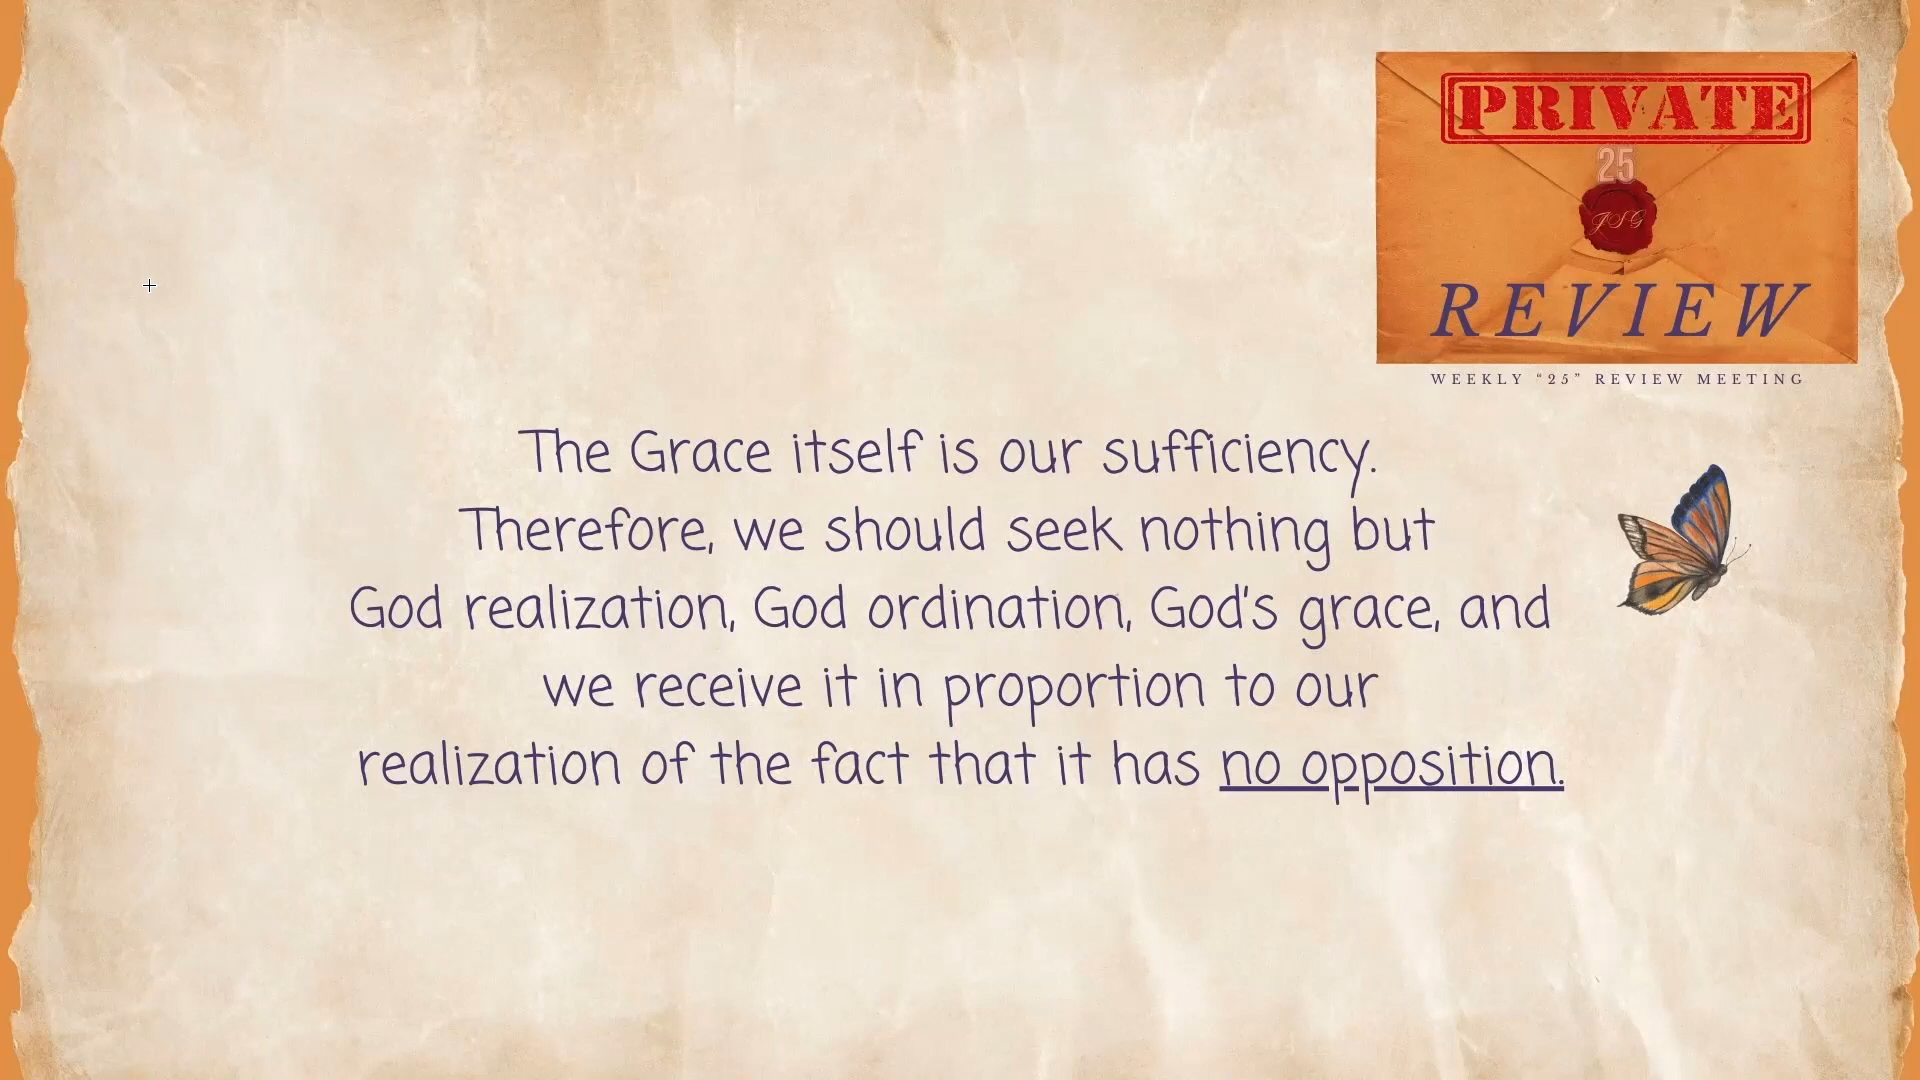 PRIVATE
25
JSG
REVIEW
WEEKLY “25” REVIEW MEETING
The Grace itself is our sufficiency.
Therefore, we should seek nothing but
God realization, God ordination, God's grace, and
we receive it in proportion to our
realization of the fact that it has no opposition.